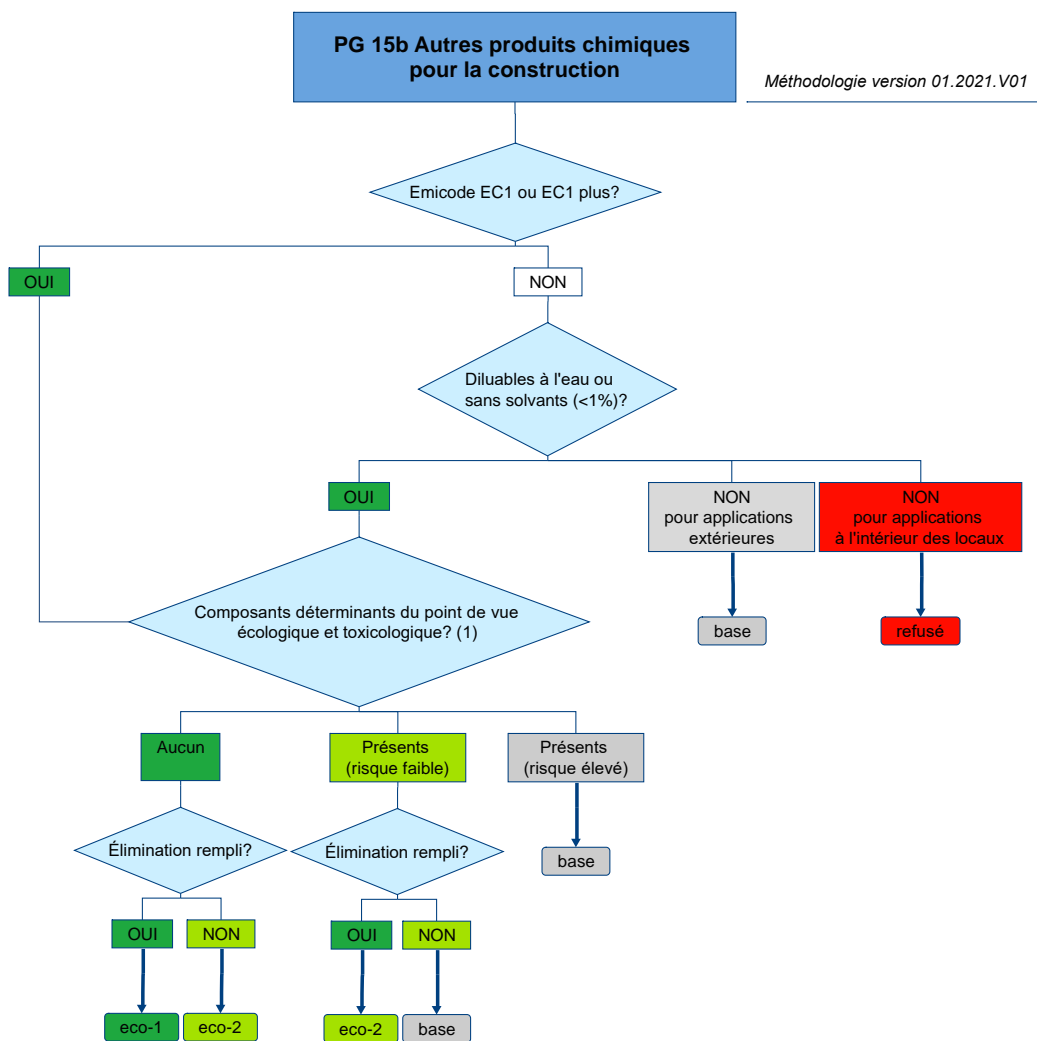 PG 15b Autres produits chimiques
pour la construction
Méthodologie version 01.2021.V01
Emicode EC1 ou EC1 plus?
OUI
NON
Diluables à l'eau ou
sans solvants (<1%)?
OUI
NON
pour applications
extérieures
NON
pour applications
à l'intérieur des locaux
Composants déterminants du point de vue
écologique et toxicologique? (1)
base
refusé
Aucun
Présents
(risque faible)
Présents
(risque élevé)
Élimination rempli?
Élimination rempli?
base
OUI
NON
OUI
NON
eco-1
eco-2
eco-2
base